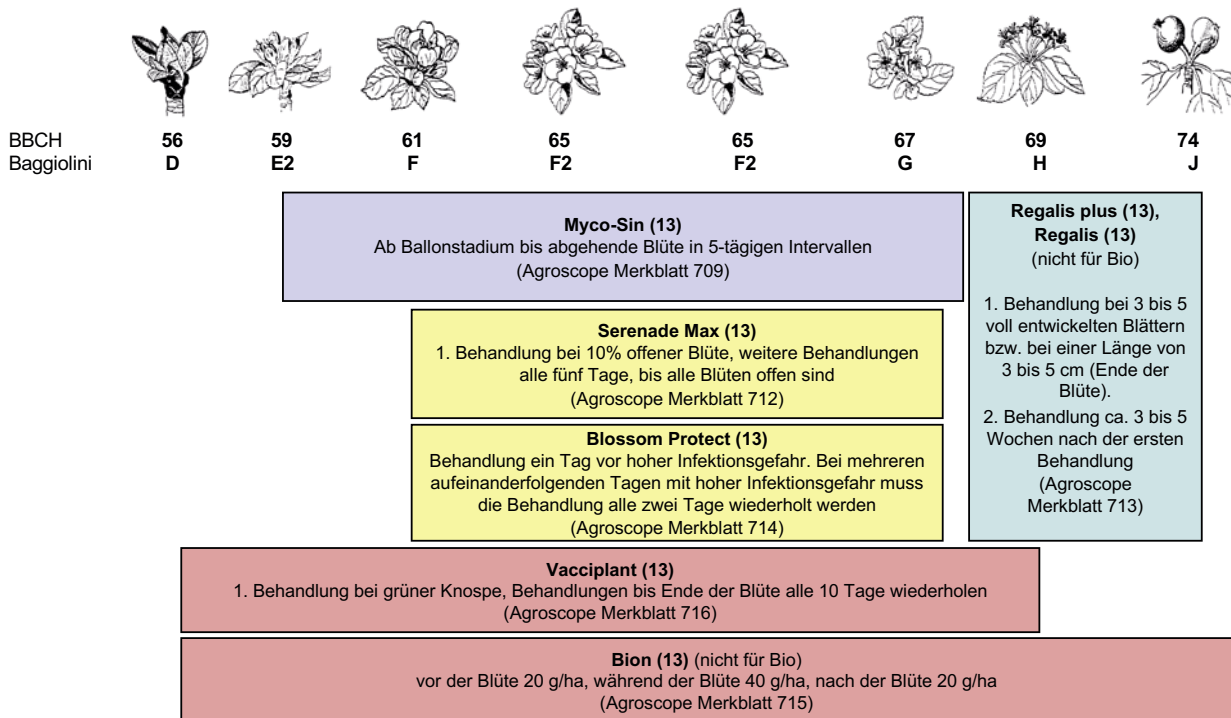 BBCH 56 59 61 65 65 67 69 74
Baggiolini D E2 F F2 F2 G H J
Myco-Sin (13)
Ab Ballonstadium bis abgehende Blüte in 5-tägigen Intervallen
(Agroscope Merkblatt 709)
Regalis plus (13),
Regalis (13)
(nicht für Bio)
1. Behandlung bei 3 bis 5
voll entwickelten Blättern
bzw. bei einer Länge von
3 bis 5 cm (Ende der
Blüte).
2. Behandlung ca. 3 bis 5
Wochen nach der ersten
Behandlung
(Agroscope
Merkblatt 713)
Serenade Max (13)
1. Behandlung bei 10% offener Blüte, weitere Behandlungen
alle fünf Tage, bis alle Blüten offen sind
(Agroscope Merkblatt 712)
Blossom Protect (13)
Behandlung ein Tag vor hoher Infektionsgefahr. Bei mehreren
aufeinanderfolgenden Tagen mit hoher Infektionsgefahr muss
die Behandlung alle zwei Tage wiederholt werden
(Agroscope Merkblatt 714)
Vacciplant (13)
1. Behandlung bei grüner Knospe, Behandlungen bis Ende der Blüte alle 10 Tage wiederholen
(Agroscope Merkblatt 716)
Bion (13) (nicht für Bio)
vor der Blüte 20 g/ha, während der Blüte 40 g/ha, nach der Blüte 20 g/ha
(Agroscope Merkblatt 715)